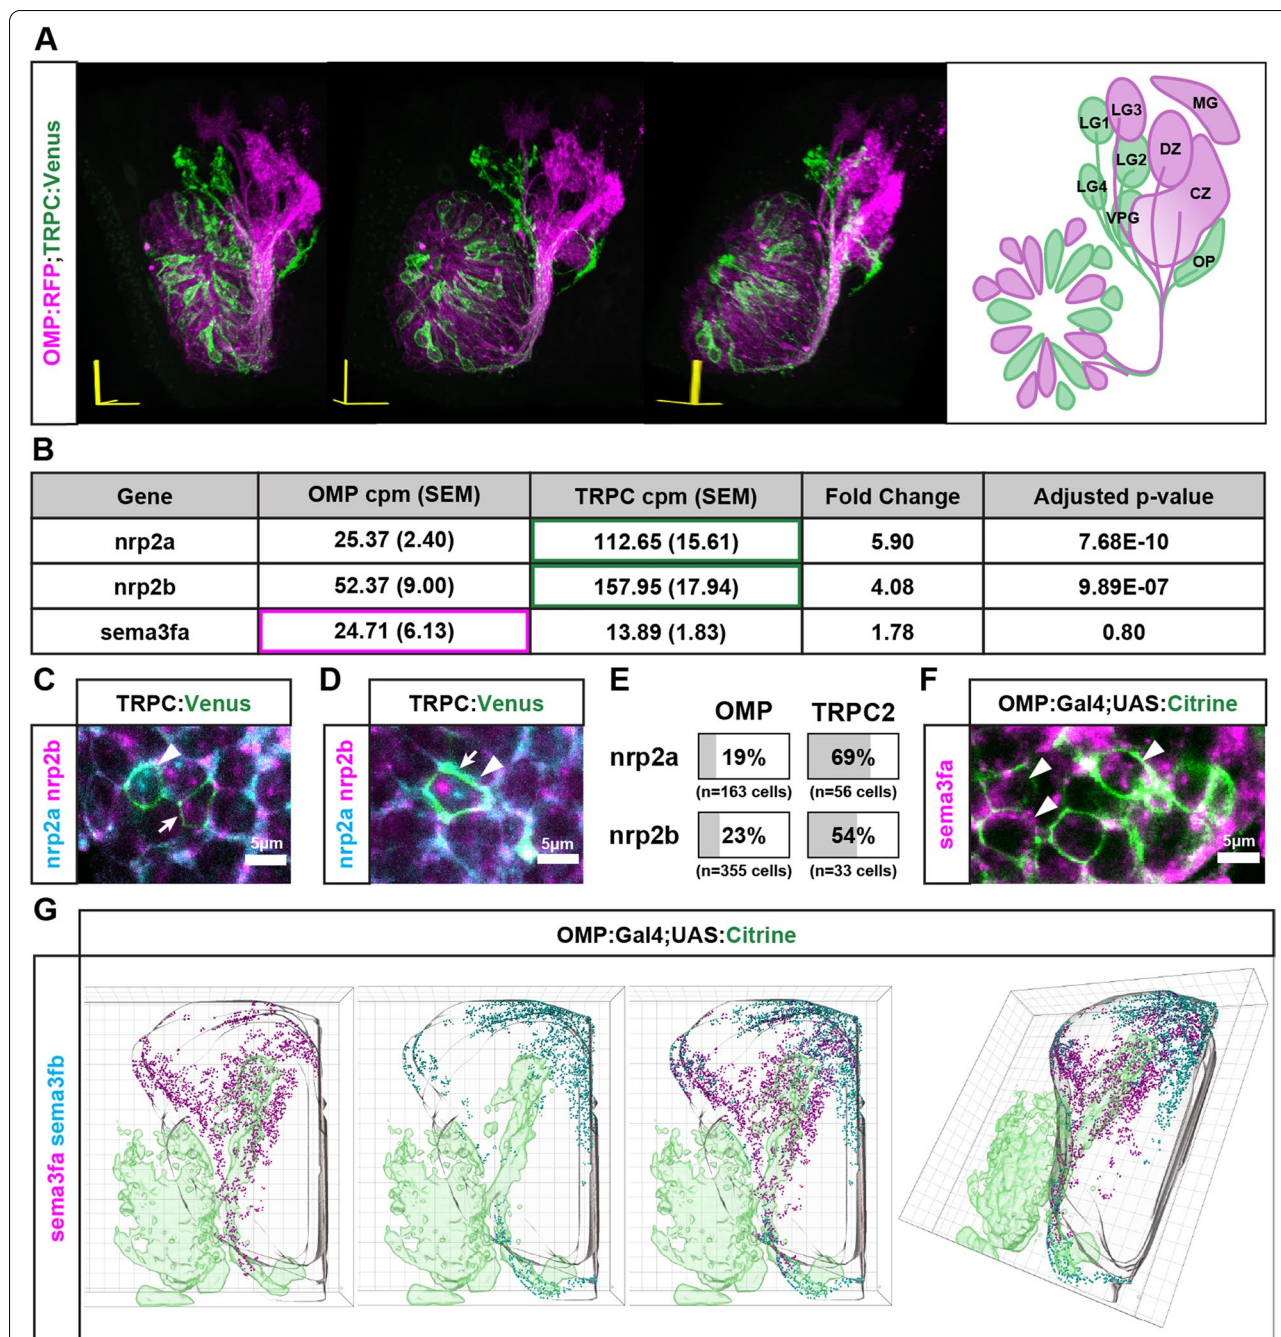 A
OMP:RFP;TRPC:Venus
LG1
LG3
MG
LG2
DZ
LG4
CZ
VPG
OP
B
Gene OMP cpm (SEM) TRPC cpm (SEM) Fold Change Adjusted p-value
nrp2a 25.37 (2.40) 112.65 (15.61) 5.90 7.68E-10
nrp2b 52.37 (9.00) 157.95 (17.94) 4.08 9.89E-07
sema3fa 24.71 (6.13) 13.89 (1.83) 1.78 0.80
C
TRPC:Venus
nrp2a nrp2b
5μm
D
TRPC:Venus
nrp2a nrp2b
5μm
E
OMP TRPC2
nrp2a 19% 69%
(n=163 cells) (n=56 cells)
nrp2b 23% 54%
(n=355 cells) (n=33 cells)
F
OMP:Gal4;UAS:Citrine
sema3fa
5μm
G
OMP:Gal4;UAS:Citrine
sema3fa sema3fb